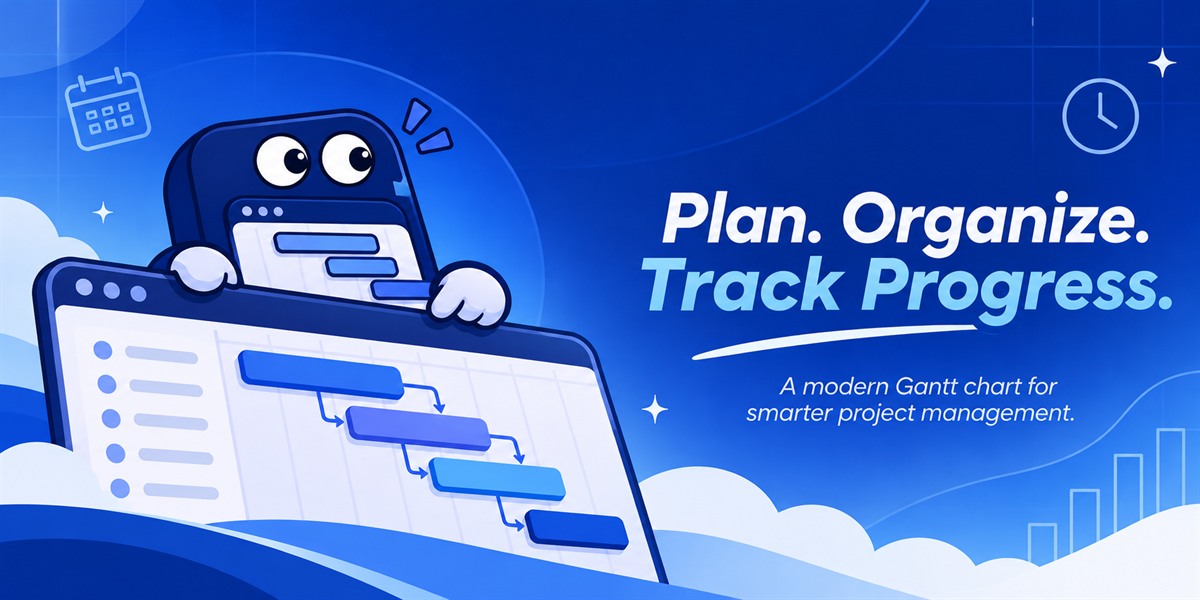 Plan. Organize.
Track Progress.
A modern Gantt chart for
smarter project management.